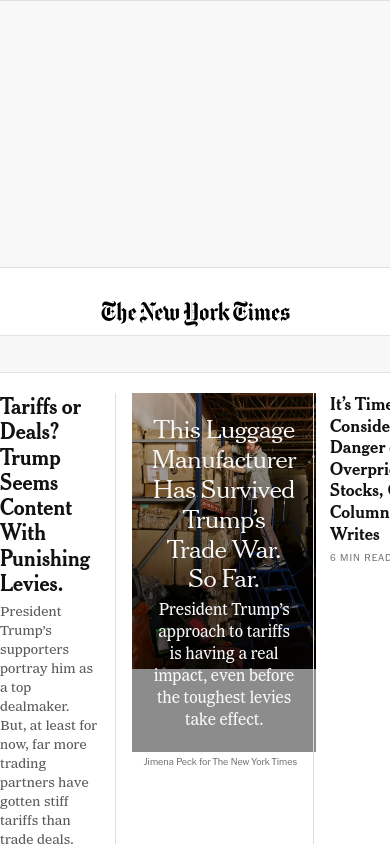 The New York Times
Tariffs or
Deals?
Trump
Seems
Content
With
Punishing
Levies.
President
Trump’s
supporters
portray him as
a top
dealmaker.
But, at least for
now, far more
trading
partners have
gotten stiff
tariffs than
trade deals.
This Luggage
Manufacturer
Has Survived
Trump’s
Trade War.
So Far.
President Trump’s
approach to tariffs
is having a real
impact, even before
the toughest levies
take effect.
Jimena Peck for The New York Times
It’s Time
Conside
Danger
Overpri
Stocks,
Column
Writes
6 MIN READ